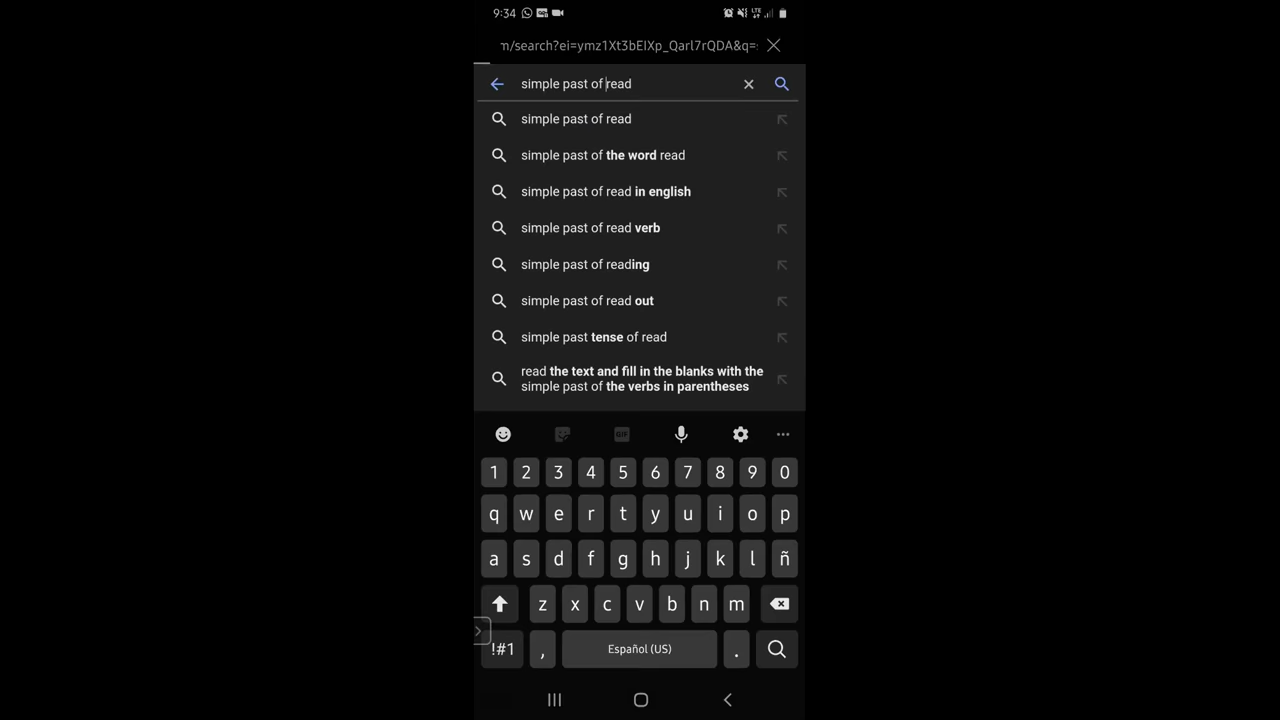 9:34
LTE
m/search?ei=ymz1Xt3bEIXp_Qarl7rQDA&q=
simple past of read
simple past of read
simple past of the word read
simple past of read in english
simple past of read verb
simple past of reading
simple past of read out
simple past tense of read
read the text and fill in the blanks with the
simple past of the verbs in parentheses
GIF
1 2 3 4 5 6 7 8 9 0
q w e r t y u i o p
a s d f g h j k l ñ
z x c v b n m
!#1 , Español (US) .